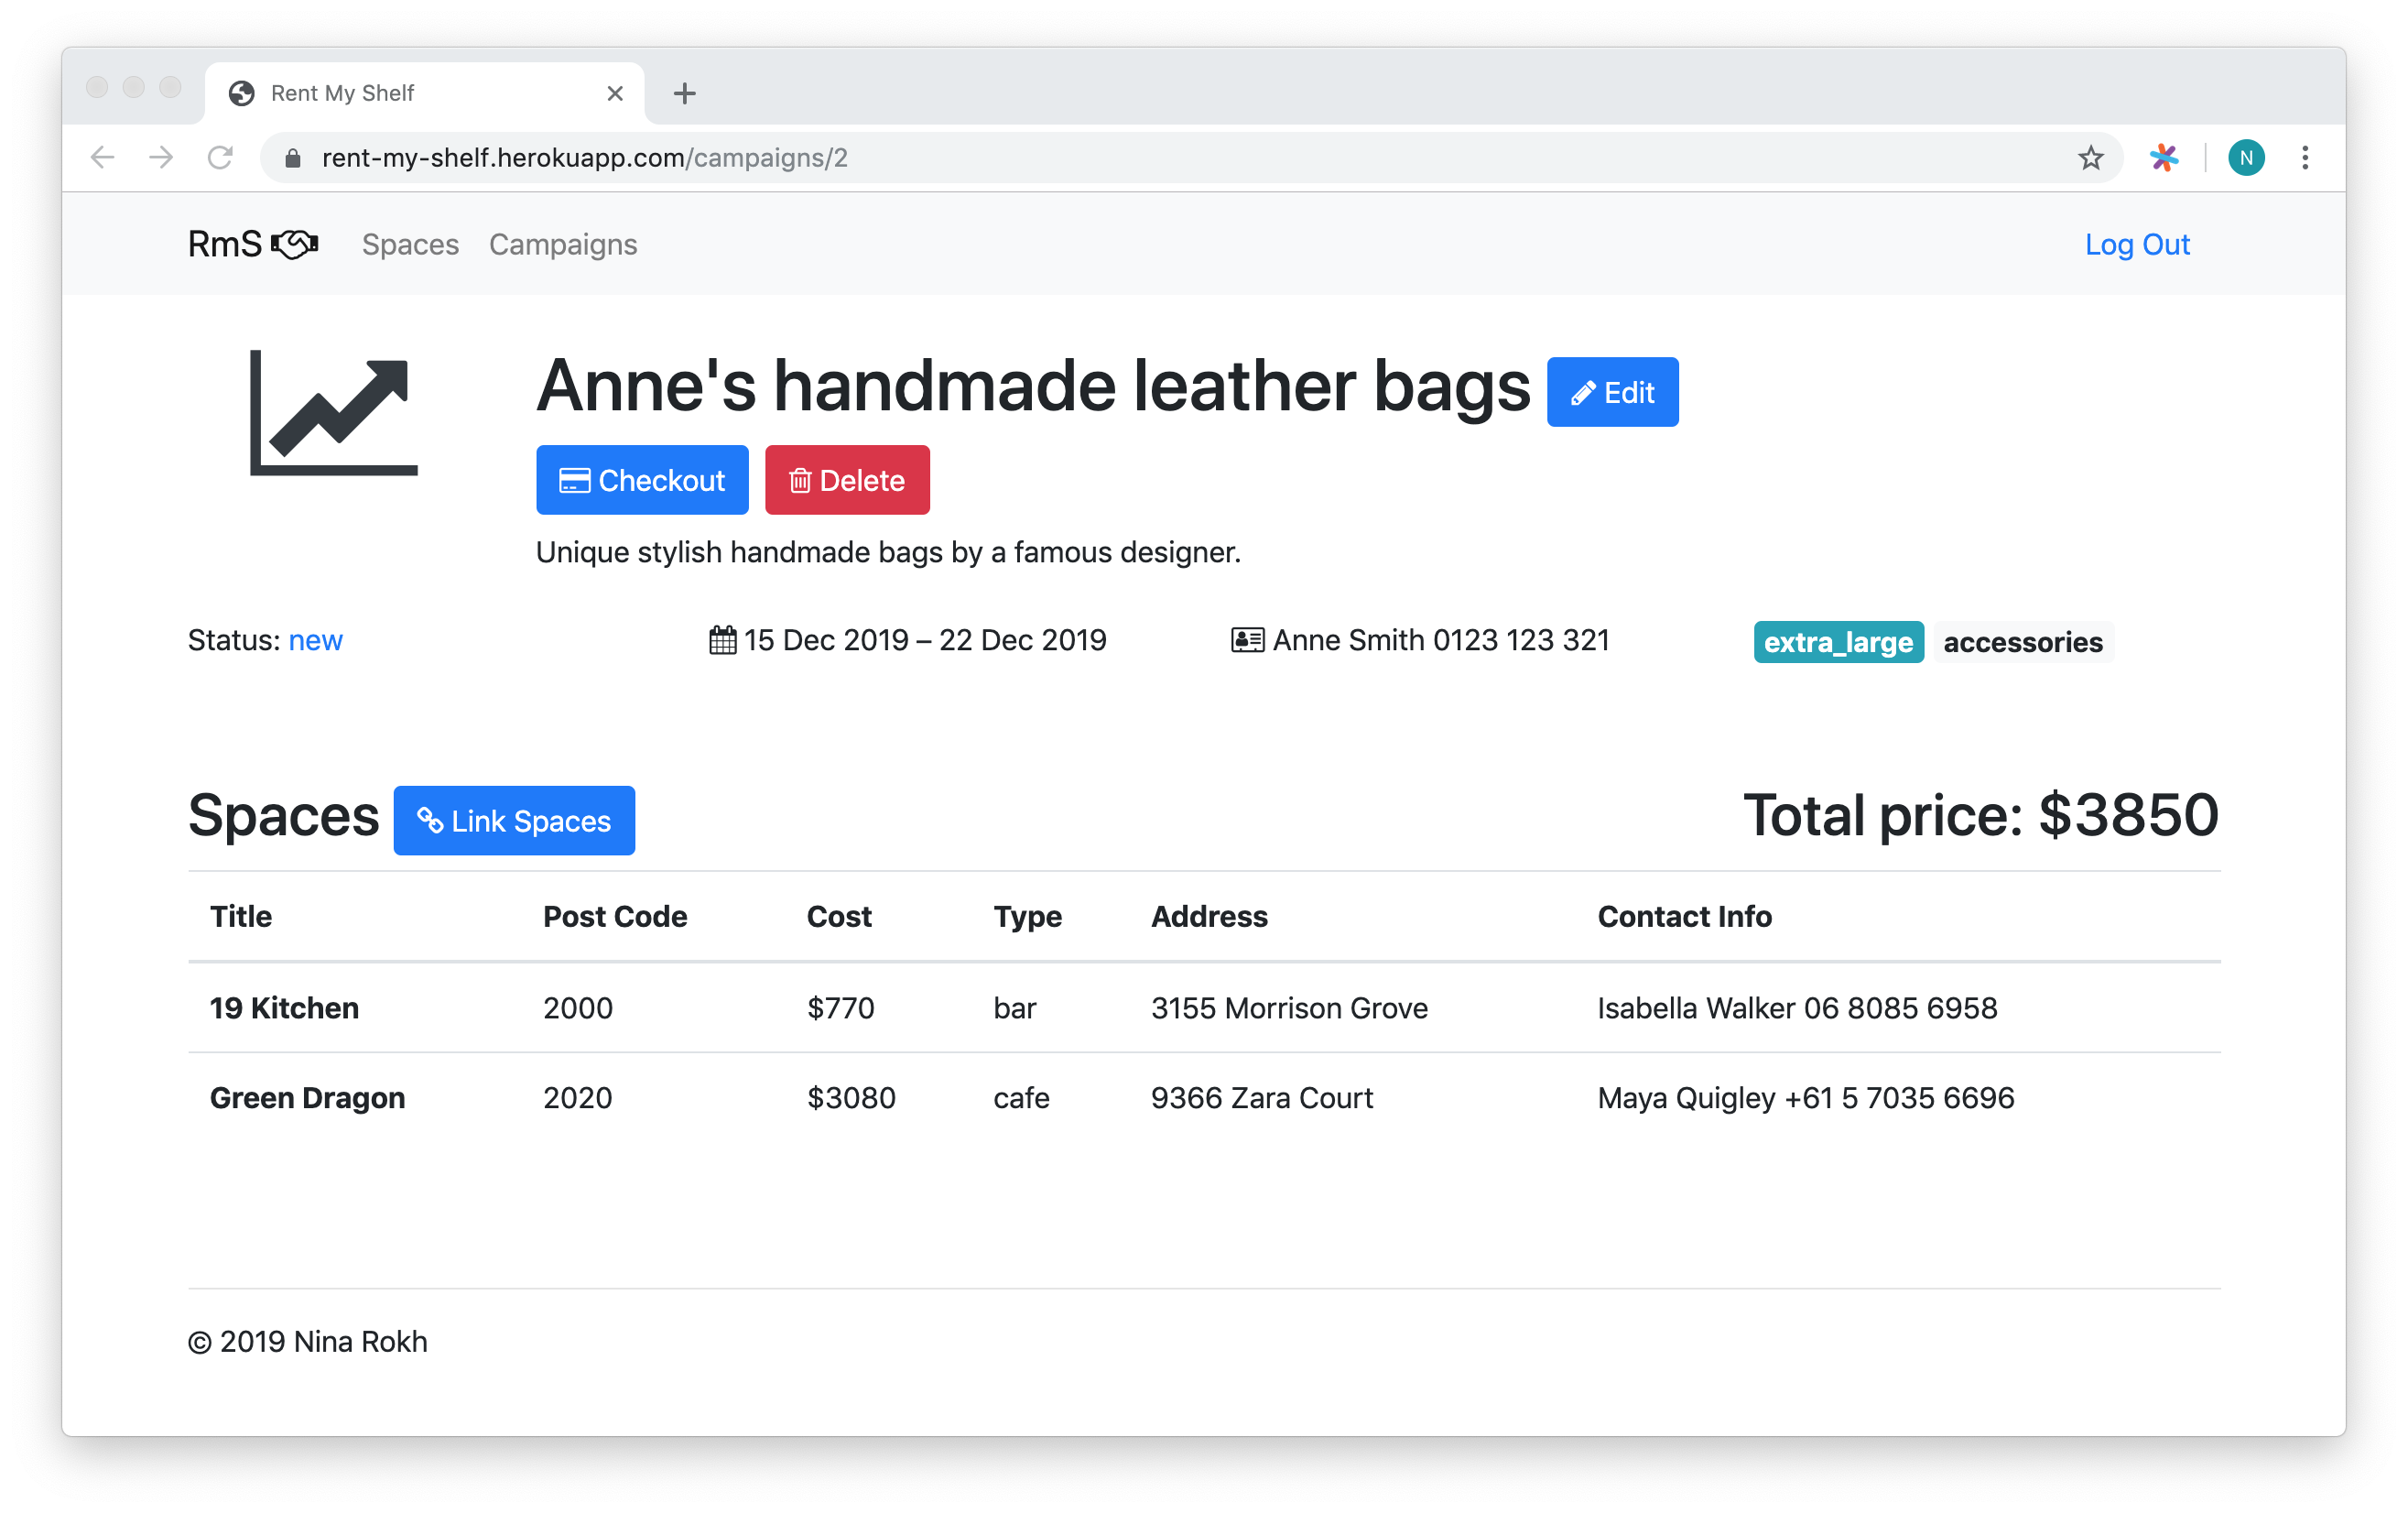 Rent My Shelf
rent-my-shelf.herokuapp.com/campaigns/2
N
RmS Spaces Campaigns Log Out
Anne's handmade leather bags Edit
Checkout Delete
Unique stylish handmade bags by a famous designer.
Status: new 15 Dec 2019 – 22 Dec 2019 Anne Smith 0123 123 321 extra_large accessories
Spaces Link Spaces Total price: $3850
Title Post Code Cost Type Address Contact Info
19 Kitchen 2000 $770 bar 3155 Morrison Grove Isabella Walker 06 8085 6958
Green Dragon 2020 $3080 cafe 9366 Zara Court Maya Quigley +61 5 7035 6696
© 2019 Nina Rokh